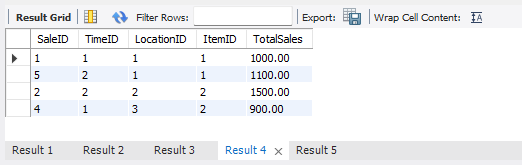 Result Grid Filter Rows: Export: Wrap Cell Content: IA
SaleID TimeID LocationID ItemID TotalSales
1 1 1 1 1000.00
5 2 1 1 1100.00
2 2 2 2 1500.00
4 1 3 2 900.00
Result 1 Result 2 Result 3 Result 4 × Result 5